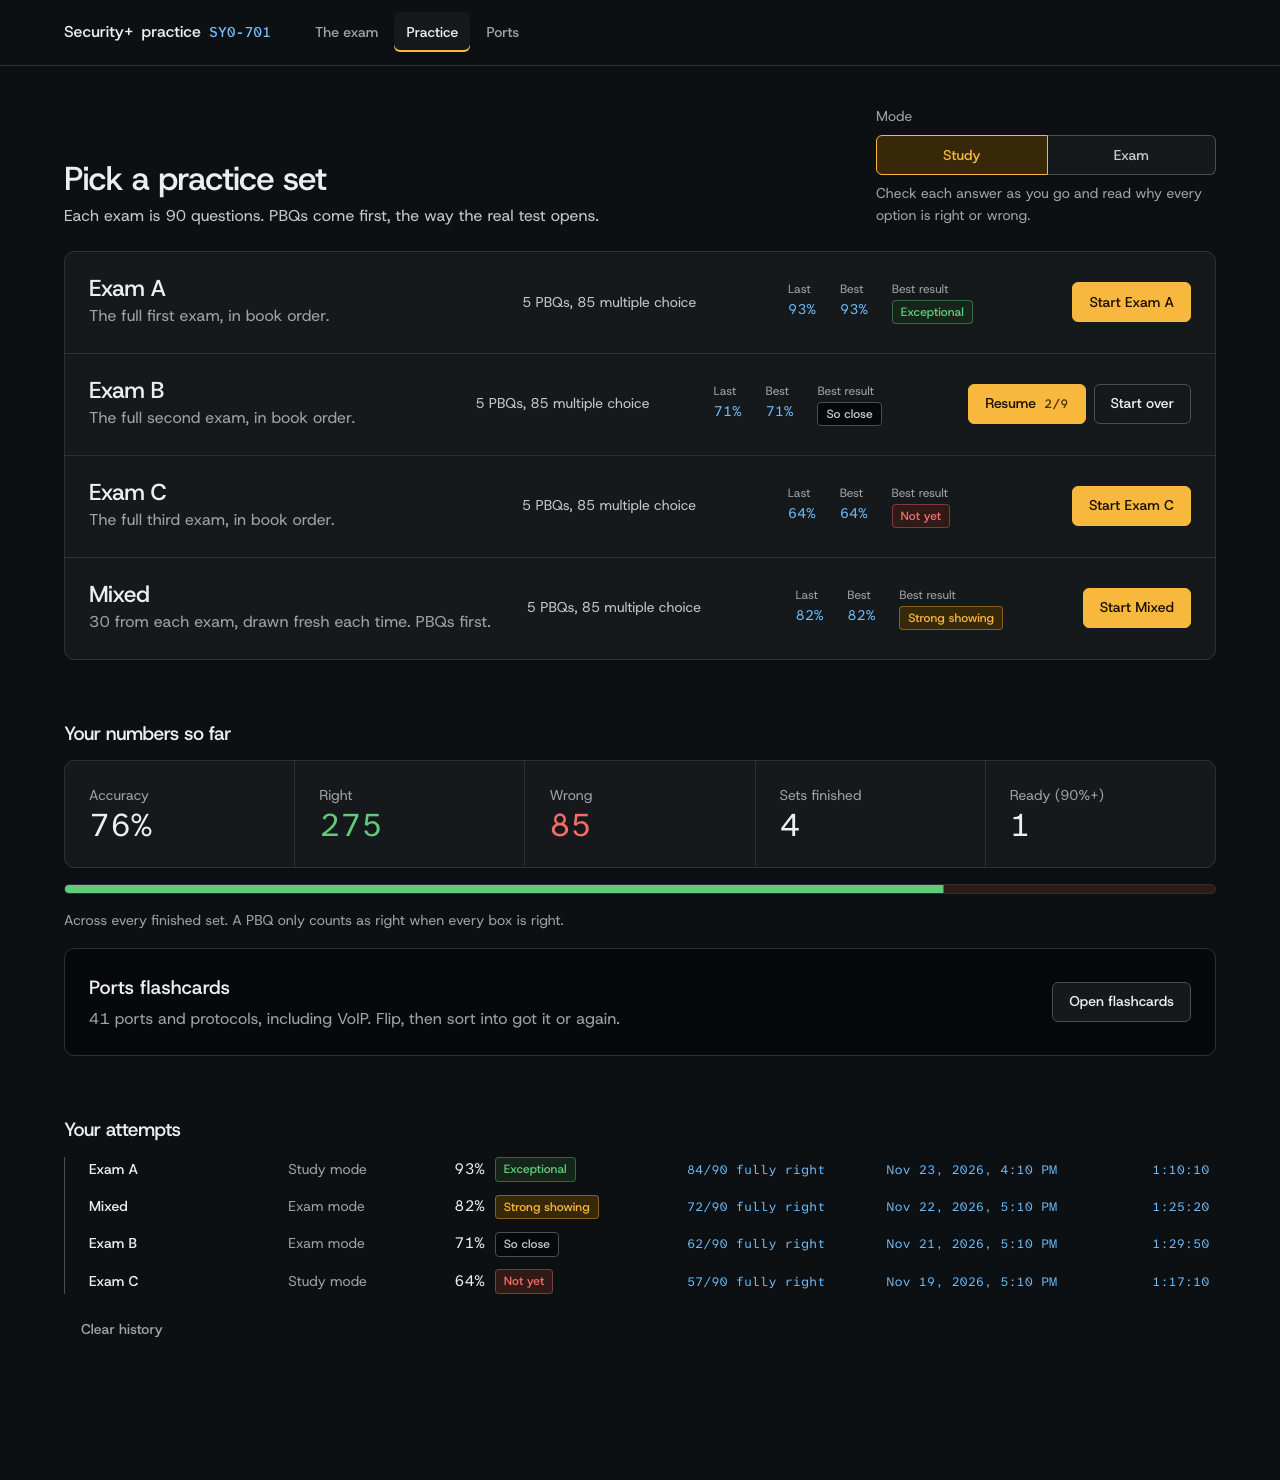 Security+ practice SY0-701
The exam
Practice
Ports
Mode
Study
Exam
Check each answer as you go and read why every
option is right or wrong.
Pick a practice set
Each exam is 90 questions. PBQs come first, the way the real test opens.
Exam A
The full first exam, in book order.
5 PBQs, 85 multiple choice
Last
93%
Best
93%
Best result
Exceptional
Start Exam A
Exam B
The full second exam, in book order.
5 PBQs, 85 multiple choice
Last
71%
Best
71%
Best result
So close
Resume 2/9
Start over
Exam C
The full third exam, in book order.
5 PBQs, 85 multiple choice
Last
64%
Best
64%
Best result
Not yet
Start Exam C
Mixed
30 from each exam, drawn fresh each time. PBQs first.
5 PBQs, 85 multiple choice
Last
82%
Best
82%
Best result
Strong showing
Start Mixed
Your numbers so far
Accuracy
76%
Right
275
Wrong
85
Sets finished
4
Ready (90%+)
1
Across every finished set. A PBQ only counts as right when every box is right.
Ports flashcards
41 ports and protocols, including VoIP. Flip, then sort into got it or again.
Open flashcards
Your attempts
Exam A Study mode 93% Exceptional 84/90 fully right Nov 23, 2026, 4:10 PM 1:10:10
Mixed Exam mode 82% Strong showing 72/90 fully right Nov 22, 2026, 5:10 PM 1:25:20
Exam B Exam mode 71% So close 62/90 fully right Nov 21, 2026, 5:10 PM 1:29:50
Exam C Study mode 64% Not yet 57/90 fully right Nov 19, 2026, 5:10 PM 1:17:10
Clear history